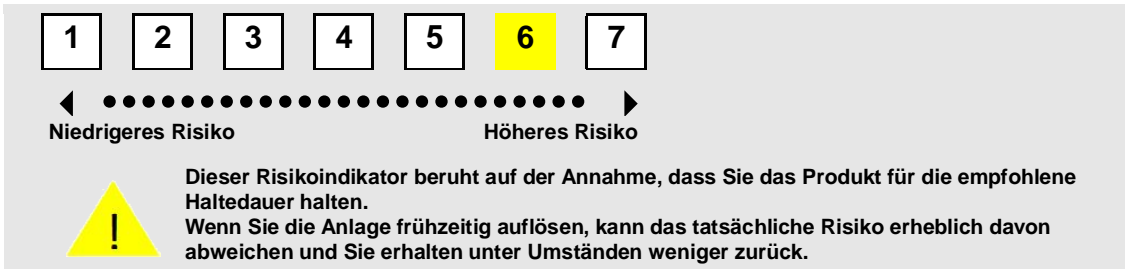 1 2 3 4 5 6 7
Niedrigeres Risiko Höheres Risiko
Dieser Risikoindikator beruht auf der Annahme, dass Sie das Produkt für die empfohlene
Haltedauer halten.
Wenn Sie die Anlage frühzeitig auflösen, kann das tatsächliche Risiko erheblich davon
abweichen und Sie erhalten unter Umständen weniger zurück.
!